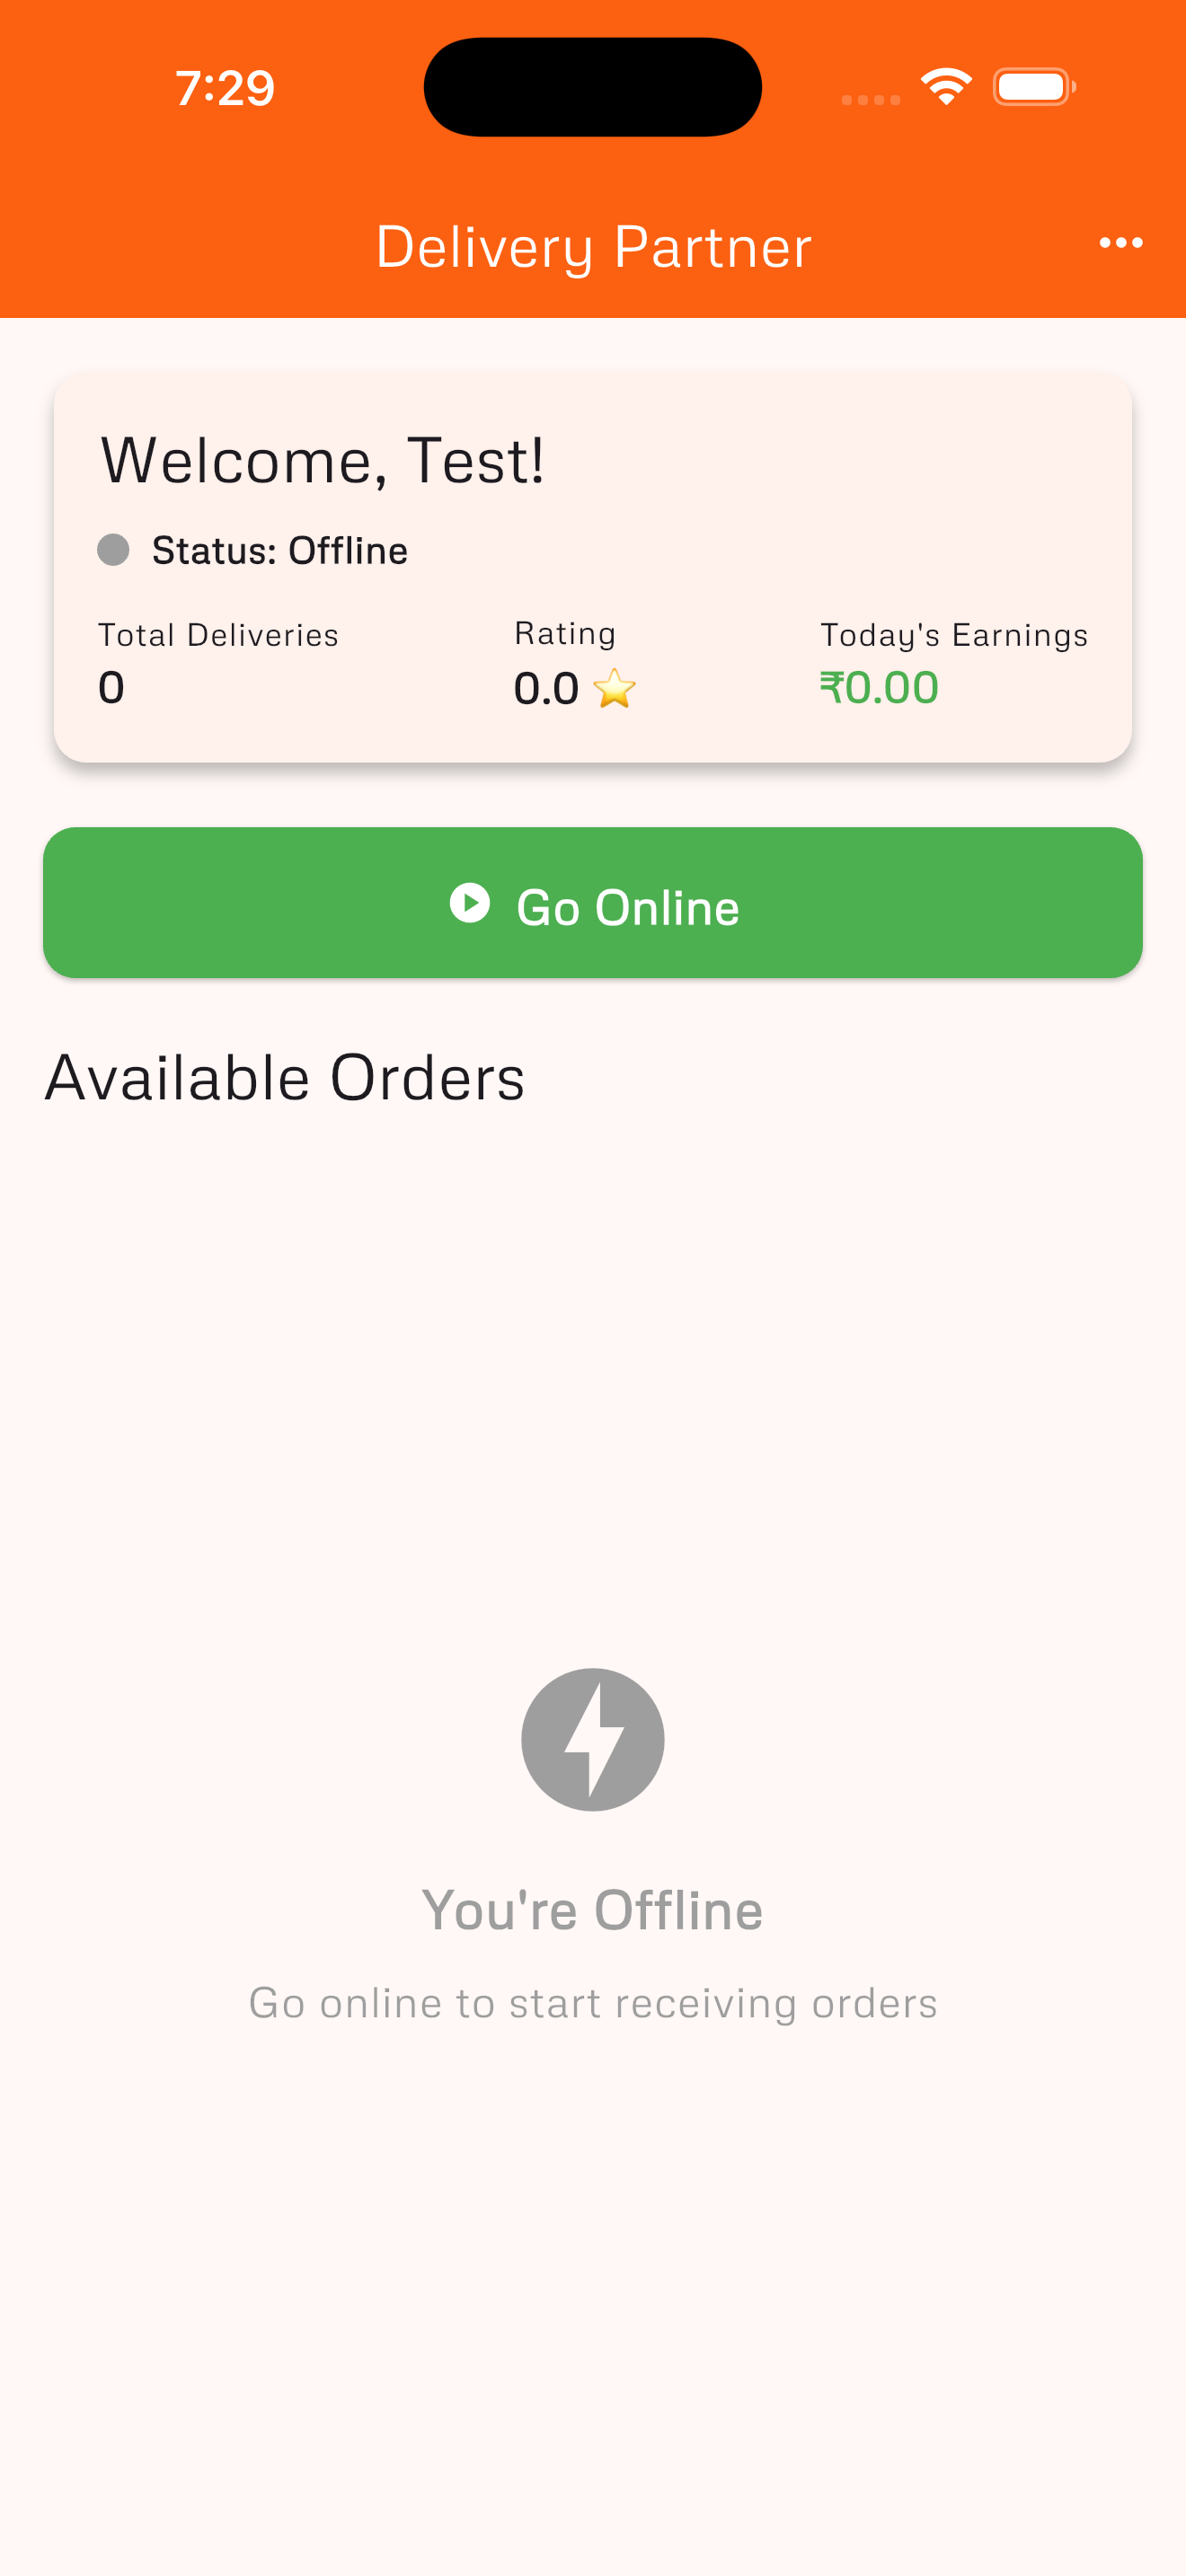 7:29
Delivery Partner
Welcome, Test!
Status: Offline
Total Deliveries Rating Today's Earnings
0 0.0 ⭐ ₹0.00
Go Online
Available Orders
You're Offline
Go online to start receiving orders